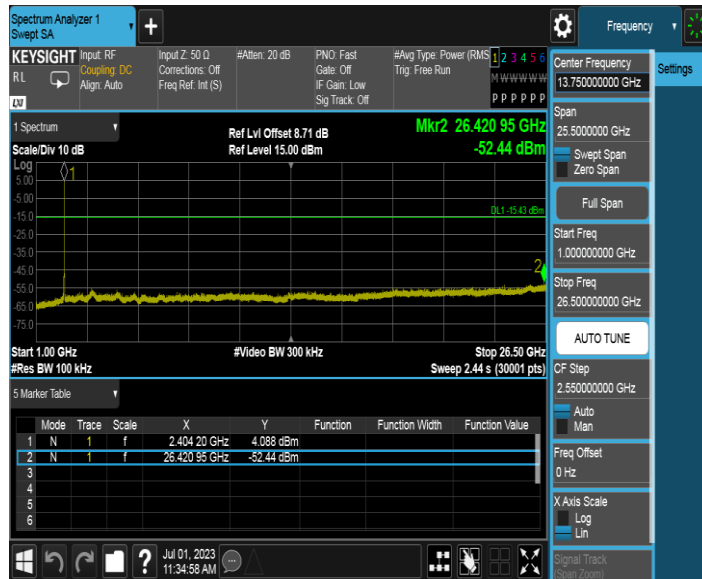 Spectrum Analyzer 1
Swept SA
+
Frequency
KEYSIGHT
RL
LXI
Input: RF
Coupling: DC
Align: Auto
Input Z: 50 Ω
Corrections: Off
Freq Ref: Int (S)
#Atten: 20 dB
PNO: Fast
Gate: Off
IF Gain: Low
Sig Track: Off
#Avg Type: Power (RMS
Trig: Free Run
1 2 3 4 5 6
M W W W W W
P P P P P P
Center Frequency
13.750000000 GHz
Settings
1 Spectrum
Scale/Div 10 dB
Ref Lvl Offset 8.71 dB
Ref Level 15.00 dBm
Mkr2 26.420 95 GHz
-52.44 dBm
Log
5.00
-5.00
-15.0
-25.0
-35.0
-45.0
-55.0
-65.0
-75.0
1
DL1 -15.43 dBm
2
Start 1.00 GHz
#Res BW 100 kHz
#Video BW 300 kHz
Stop 26.50 GHz
Sweep 2.44 s (30001 pts)
Span
25.5000000 GHz
Swept Span
Zero Span
Full Span
Start Freq
1.000000000 GHz
Stop Freq
26.500000000 GHz
AUTO TUNE
CF Step
2.550000000 GHz
Auto
Man
Freq Offset
0 Hz
X Axis Scale
Log
Lin
Signal Track
(Span Zoom)
5 Marker Table
Mode Trace Scale X Y Function Function Width Function Value
1 N 1 f 2.404 20 GHz 4.088 dBm
2 N 1 f 26.420 95 GHz -52.44 dBm
3
4
5
6
?
Jul 01, 2023
11:34:58 AM